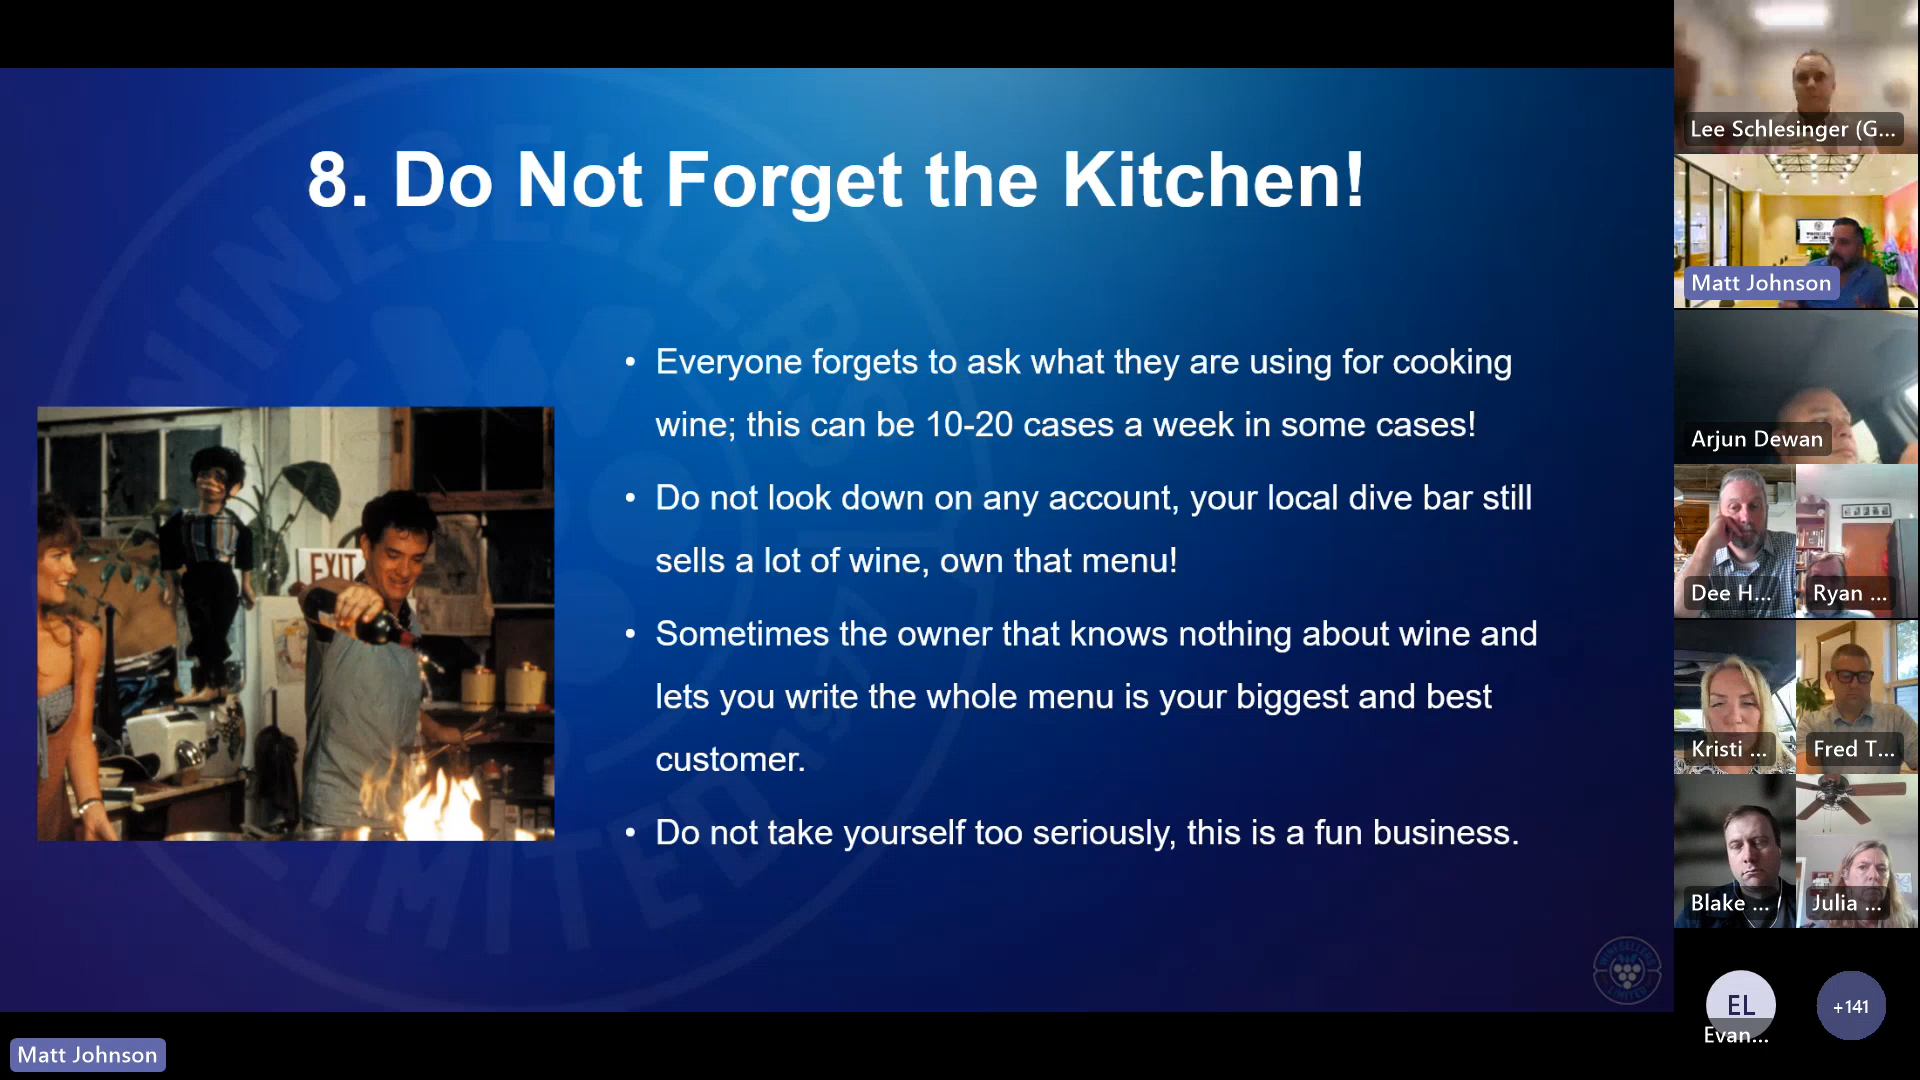 8. Do Not Forget the Kitchen!
• Everyone forgets to ask what they are using for cooking
wine; this can be 10-20 cases a week in some cases!
• Do not look down on any account, your local dive bar still
sells a lot of wine, own that menu!
• Sometimes the owner that knows nothing about wine and
lets you write the whole menu is your biggest and best
customer.
• Do not take yourself too seriously, this is a fun business.
EXIT
WINESELLERS
LIMITED
1977
WINESELLERS
LIMITED
Matt Johnson
Lee Schlesinger (G...
Matt Johnson
Arjun Dewan
Dee H...
Ryan ...
Kristi ...
Fred T...
Blake ...
Julia ...
EL
Evan...
+141